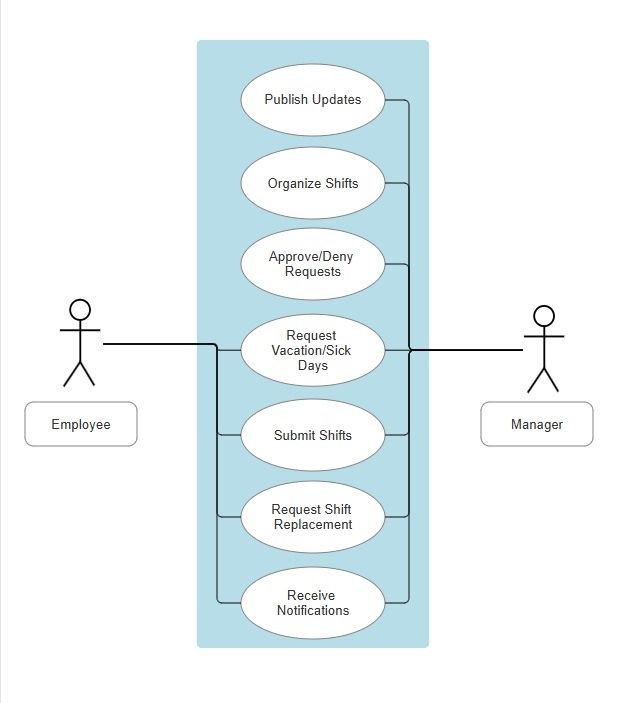 Publish Updates
Organize Shifts
Approve/Deny
Requests
Request
Vacation/Sick
Days
Employee
Submit Shifts
Manager
Request Shift
Replacement
Receive
Notifications